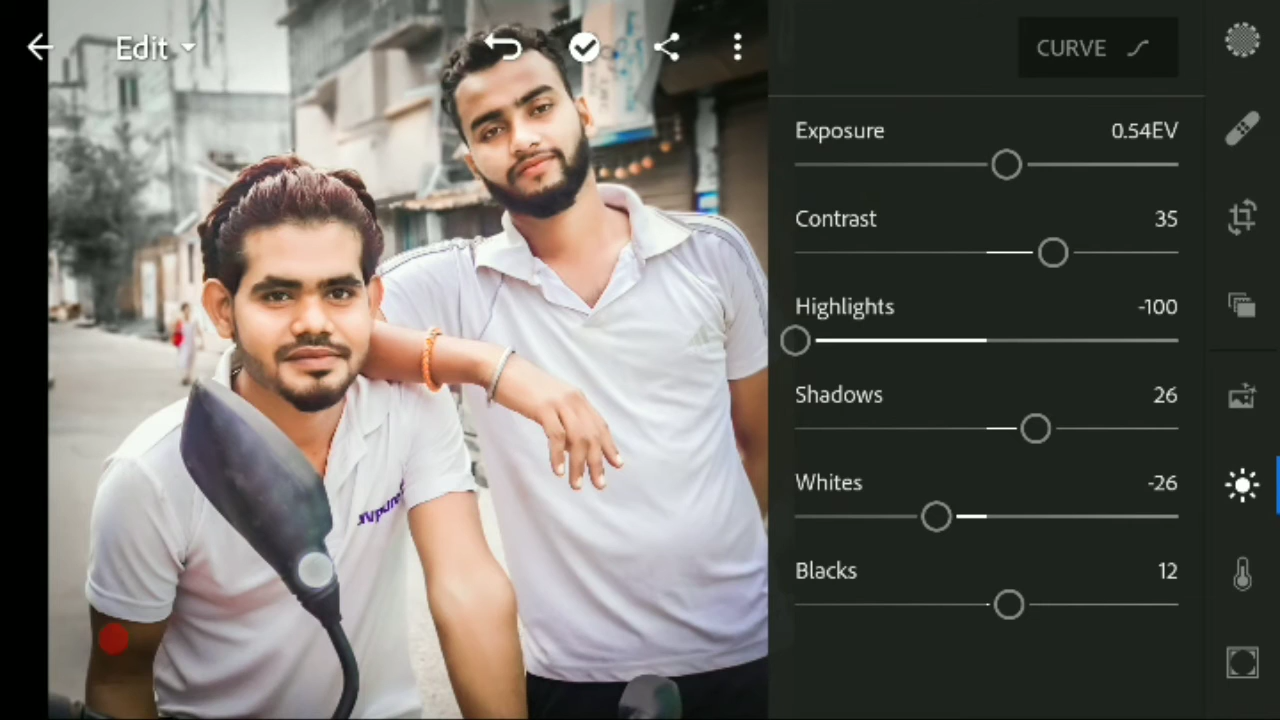 Edit
CURVE
Exposure 0.54EV
Contrast 35
Highlights -100
Shadows 26
Whites -26
Blacks 12